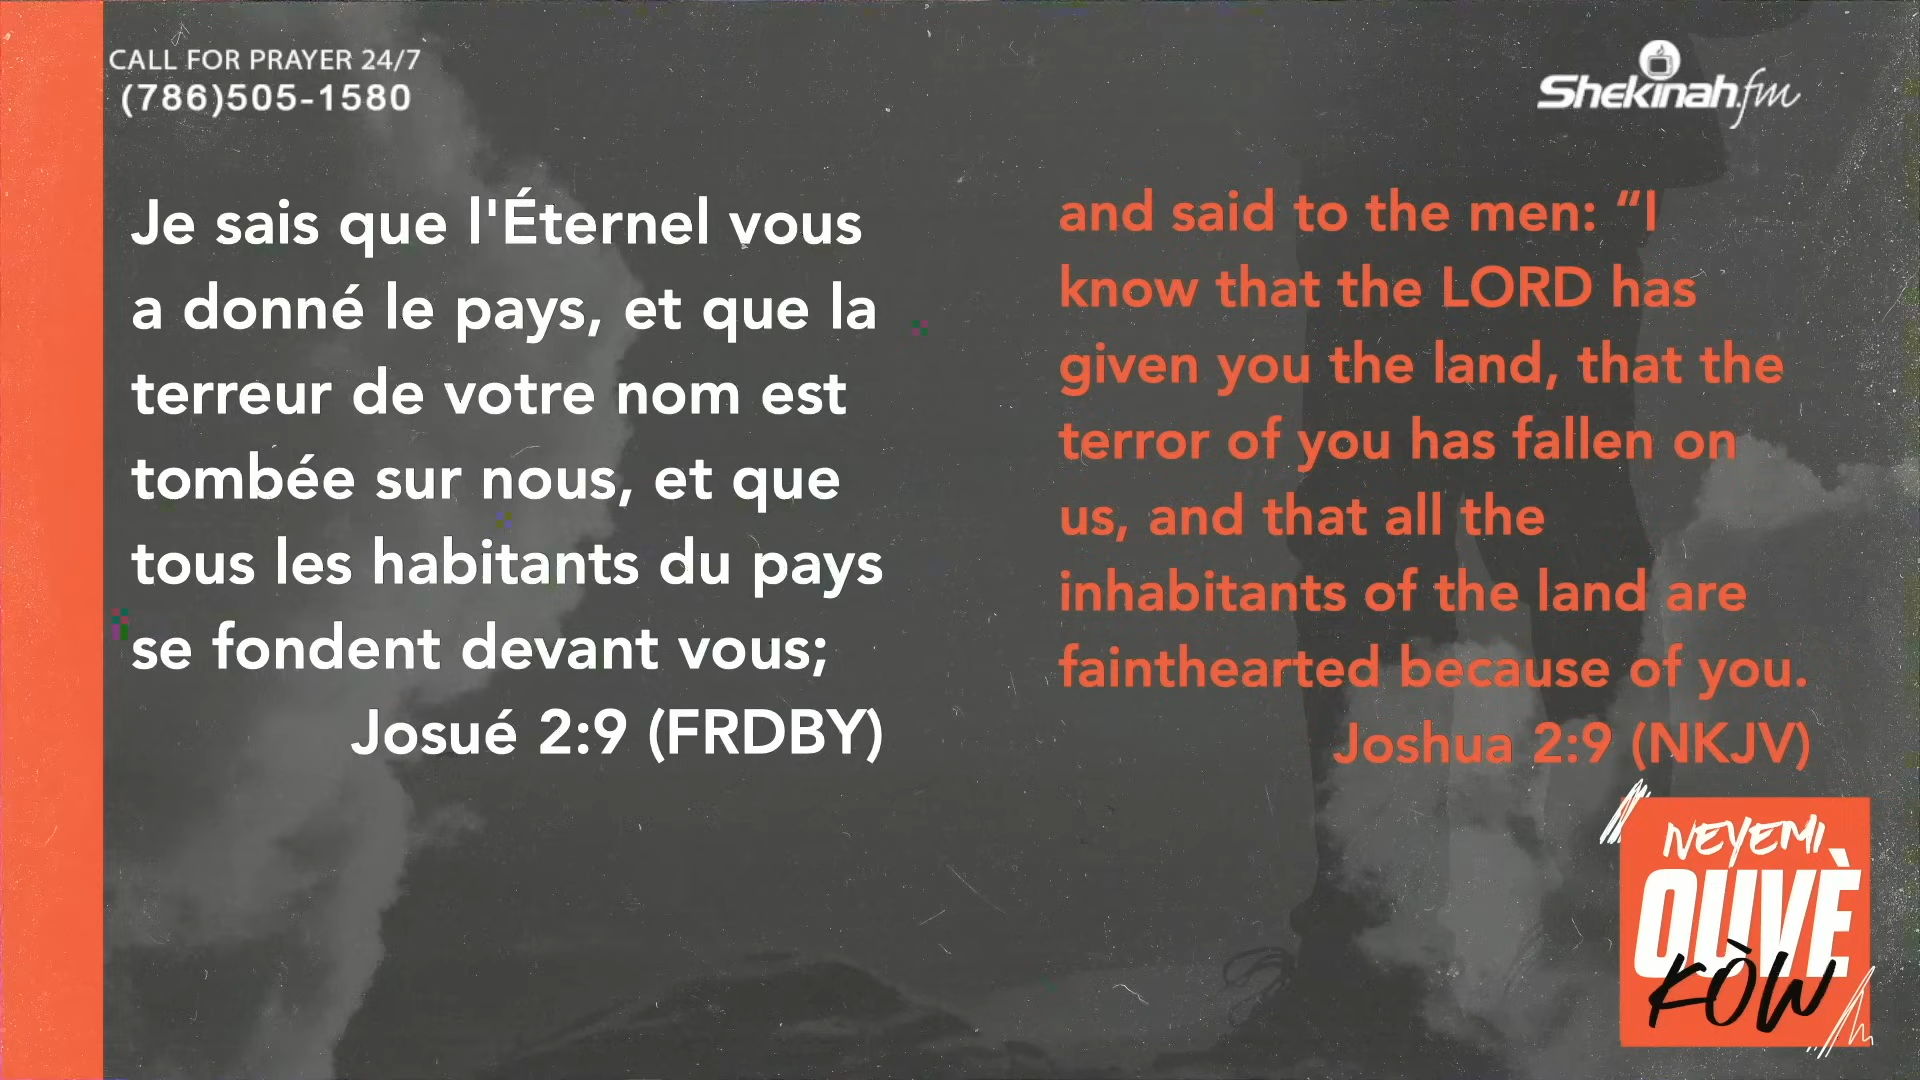 CALL FOR PRAYER 24/7
(786)505-1580
Shekinah.fm
Je sais que l'Éternel vous
a donné le pays, et que la
terreur de votre nom est
tombée sur nous, et que
tous les habitants du pays
se fondent devant vous;
Josué 2:9 (FRDBY)
and said to the men: “I
know that the LORD has
given you the land, that the
terror of you has fallen on
us, and that all the
inhabitants of the land are
fainthearted because of you.
Joshua 2:9 (NKJV)
NEYEMI
OUVÈ
KÒW